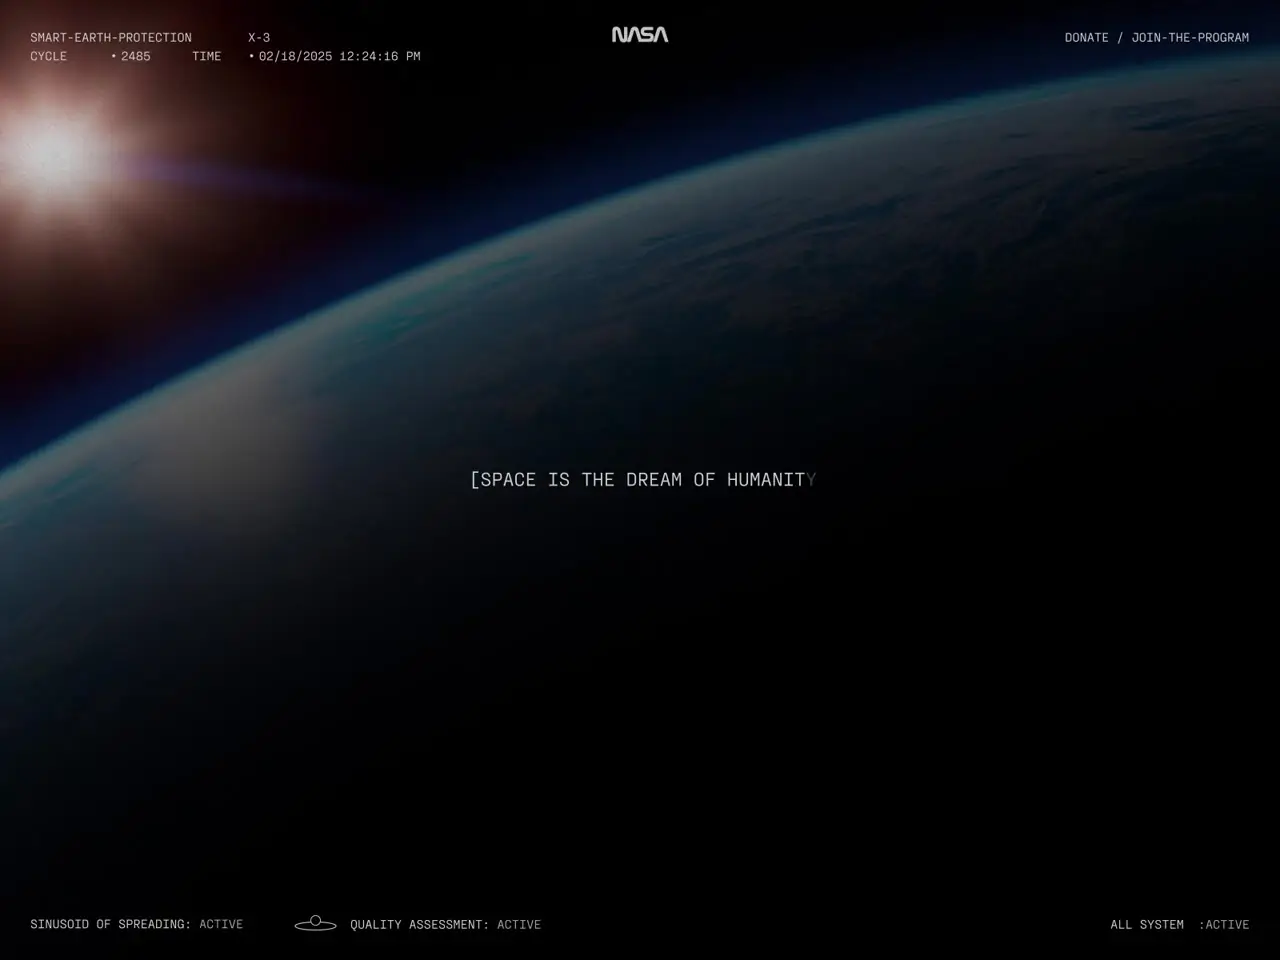 SMART-EARTH-PROTECTION X-3
CYCLE • 2485 TIME • 02/18/2025 12:24:16 PM
NASA
DONATE / JOIN-THE-PROGRAM
[SPACE IS THE DREAM OF HUMANITY
SINUSOID OF SPREADING: ACTIVE
QUALITY ASSESSMENT: ACTIVE
ALL SYSTEM :ACTIVE